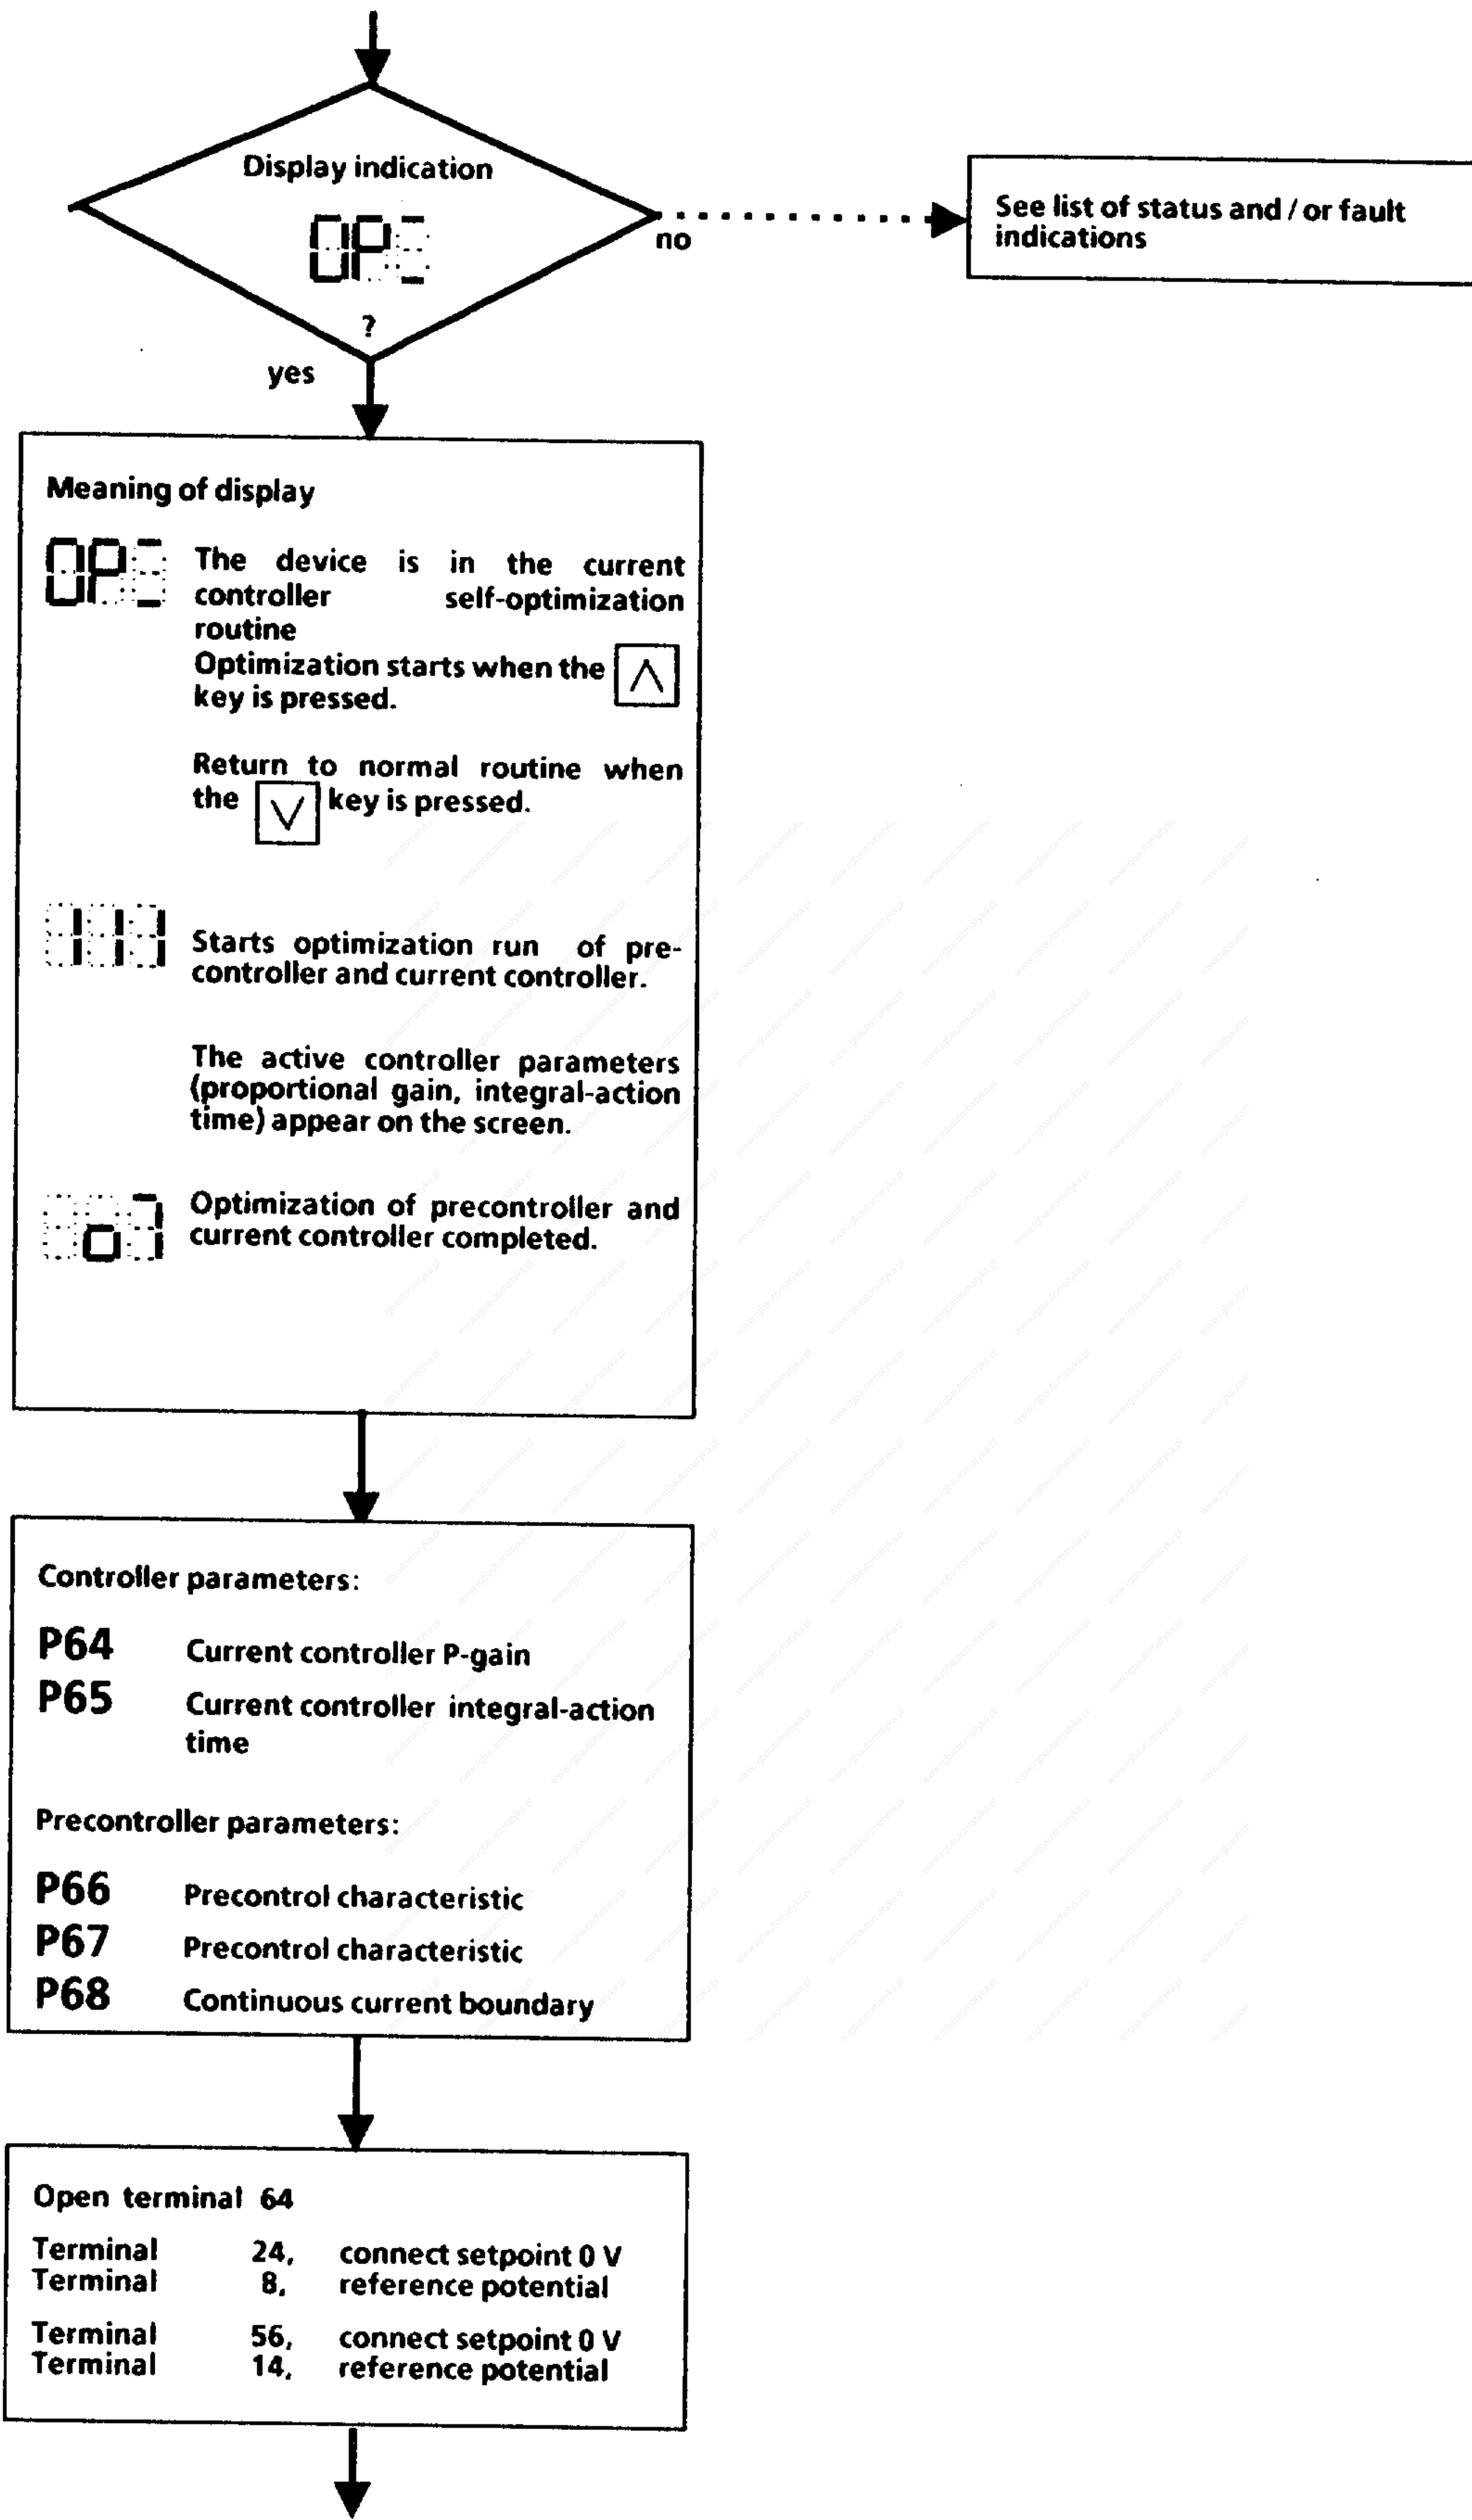 Display indication
OP
?
no
See list of status and / or fault
indications
yes
Meaning of display
OP
The device is in the current
controller self-optimization
routine
Optimization starts when the
key is pressed.
Return to normal routine when
the key is pressed.
111
Starts optimization run of pre-
controller and current controller.
The active controller parameters
(proportional gain, integral-action
time) appear on the screen.
Optimization of precontroller and
current controller completed.
Controller parameters:
P64 Current controller P-gain
P65 Current controller integral-action
time
Precontroller parameters:
P66 Precontrol characteristic
P67 Precontrol characteristic
P68 Continuous current boundary
Open terminal 64
Terminal 24, connect setpoint 0 V
Terminal 8, reference potential
Terminal 56, connect setpoint 0 V
Terminal 14, reference potential
www.rgbautomatyka.pl